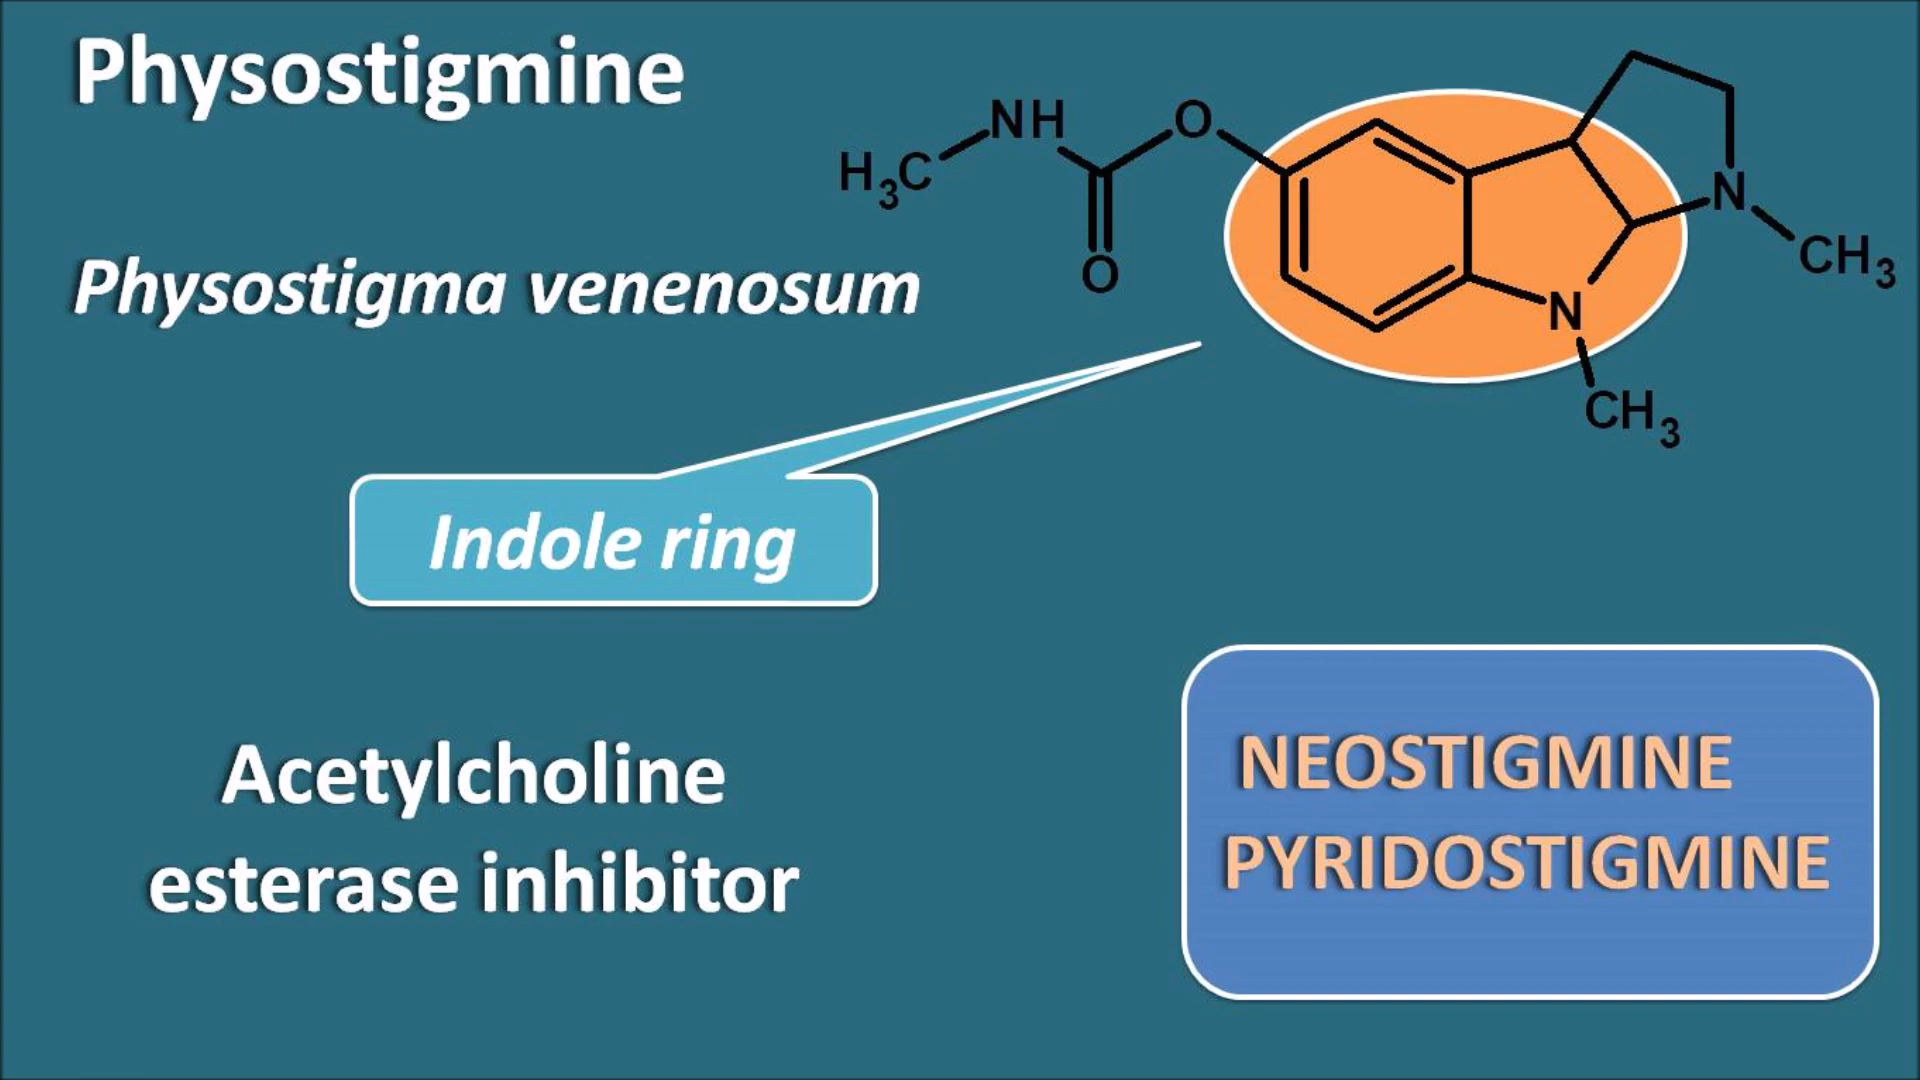 Physostigmine
H3C NH O O N CH3 N CH3
Physostigma venenosum
Indole ring
Acetylcholine
esterase inhibitor
NEOSTIGMINE
PYRIDOSTIGMINE